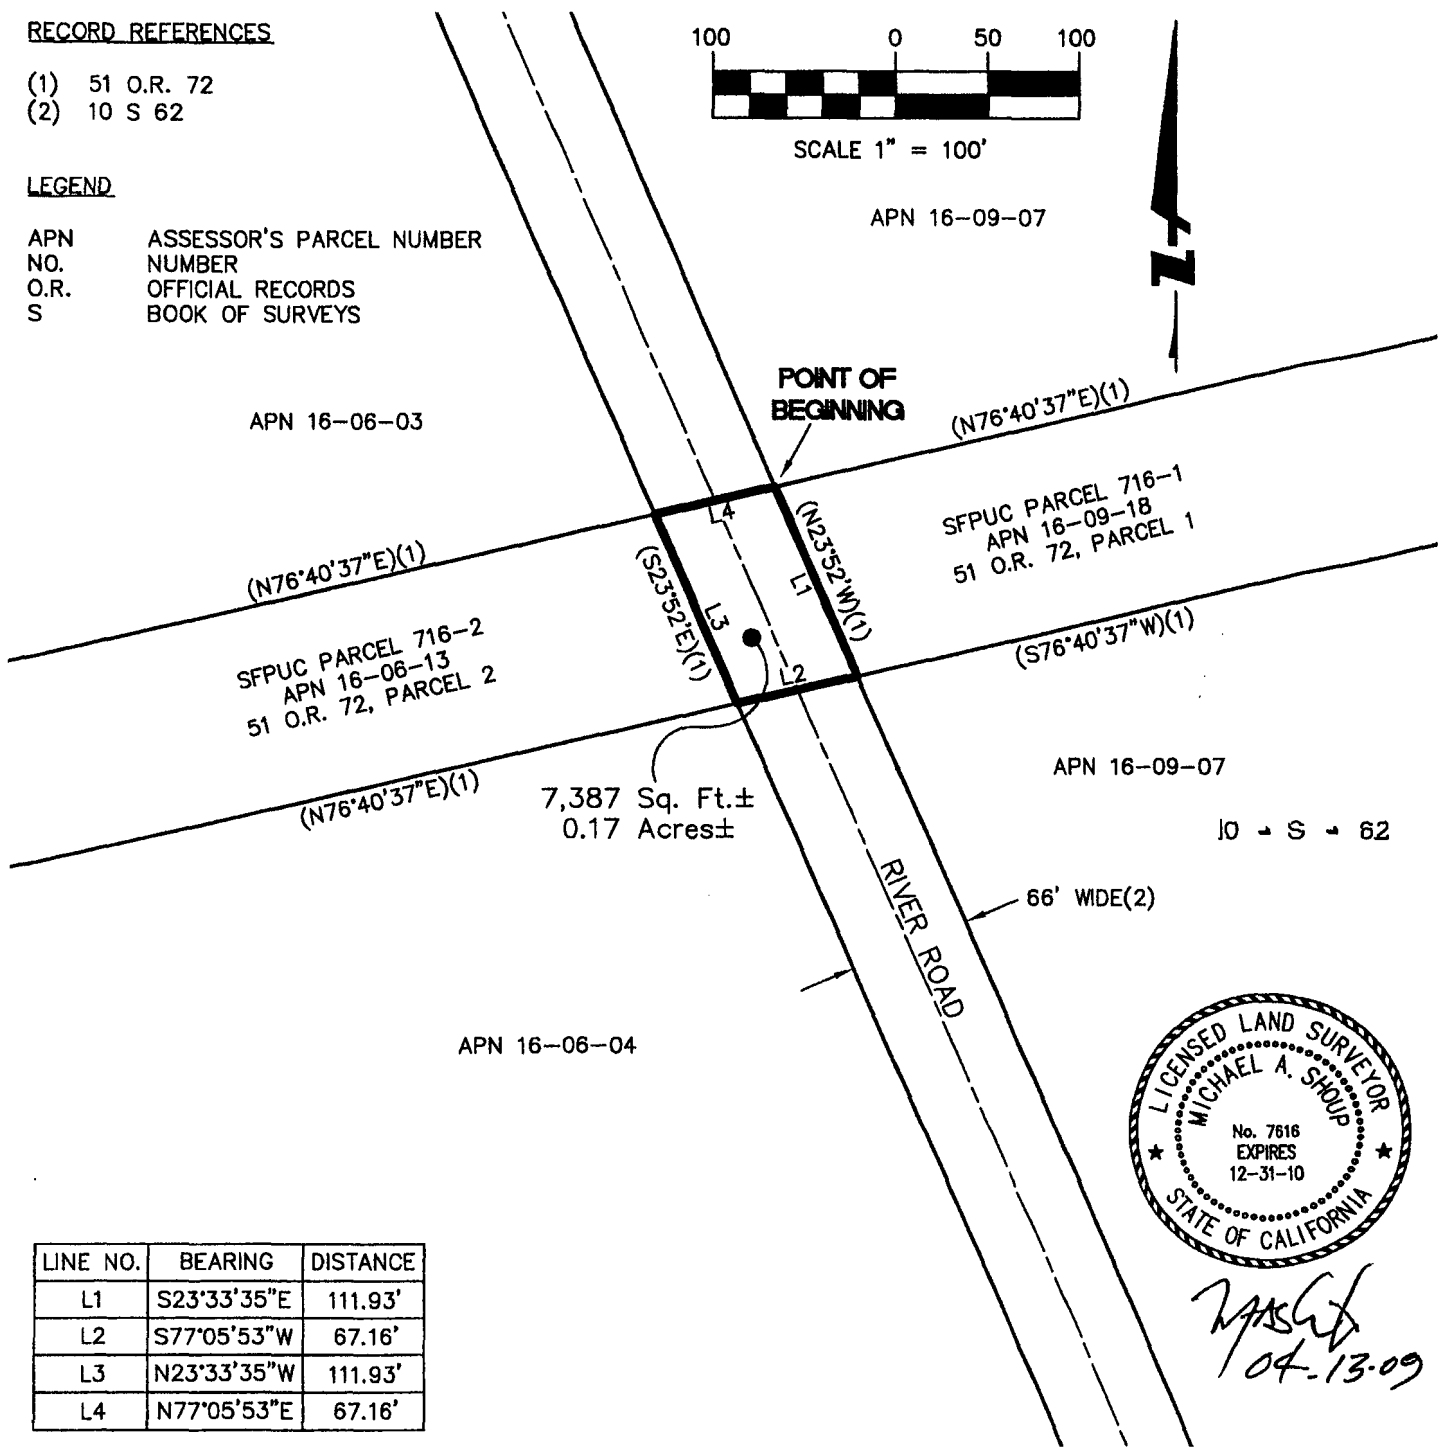 RECORD REFERENCES
(1) 51 O.R. 72
(2) 10 S 62
LEGEND
APN ASSESSOR'S PARCEL NUMBER
NO. NUMBER
O.R. OFFICIAL RECORDS
S BOOK OF SURVEYS
100 0 50 100
SCALE 1" = 100'
N
APN 16-09-07
APN 16-06-03
POINT OF
BEGINNING
(N76°40'37"E)(1)
SFPUC PARCEL 716-1
APN 16-09-18
51 O.R. 72, PARCEL 1
(S76°40'37"W)(1)
L4
(N23°52'W)(1)
L1
(S23°52'E)(1)
L3
L2
(N76°40'37"E)(1)
SFPUC PARCEL 716-2
APN 16-06-13
51 O.R. 72, PARCEL 2
(N76°40'37"E)(1)
7,387 Sq. Ft.±
0.17 Acres±
APN 16-09-07
10 - S - 62
66' WIDE(2)
RIVER ROAD
APN 16-06-04
LICENSED LAND SURVEYOR
MICHAEL A. SHOUP
No. 7616
EXPIRES
12-31-10
STATE OF CALIFORNIA
04-13-09
LINE NO. BEARING DISTANCE
L1 S23°33'35"E 111.93'
L2 S77°05'53"W 67.16'
L3 N23°33'35"W 111.93'
L4 N77°05'53"E 67.16'